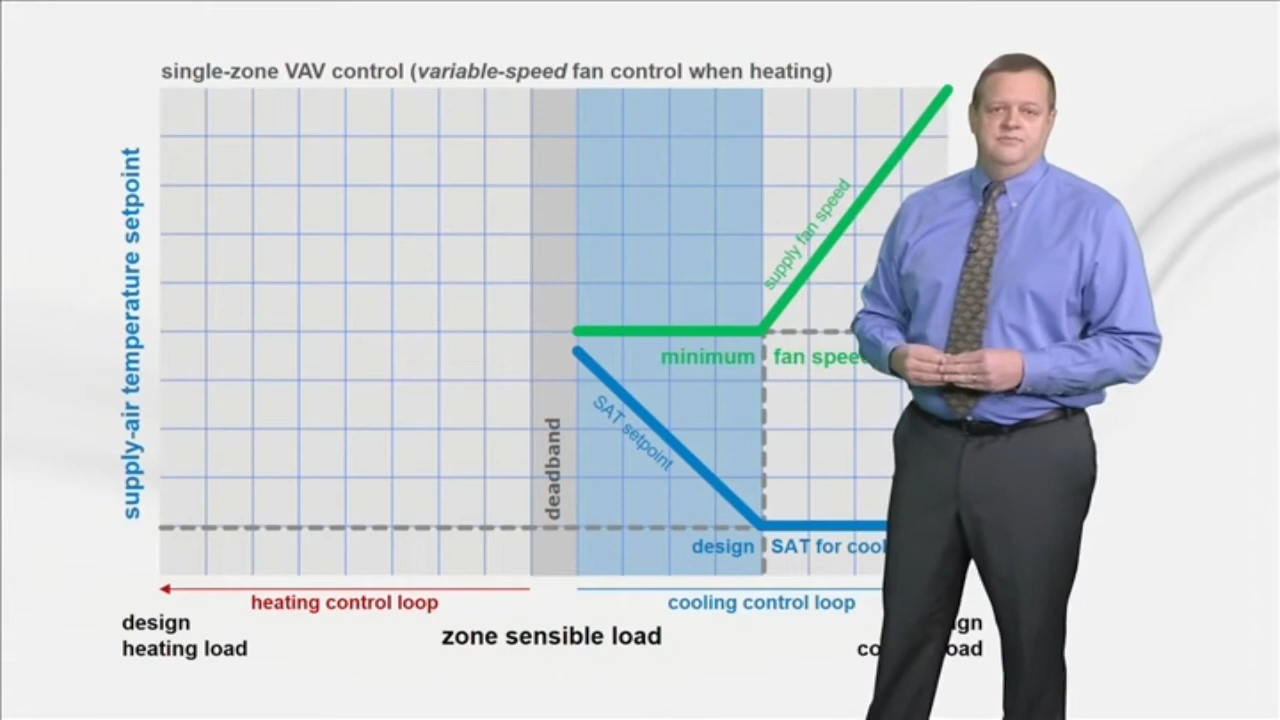 single-zone VAV control (variable-speed fan control when heating)
supply-air temperature setpoint
supply fan speed
minimum fan spee
SAT setpoint
deadband
design SAT for cool
heating control loop
cooling control loop
design
heating load
zone sensible load
gn
co oad